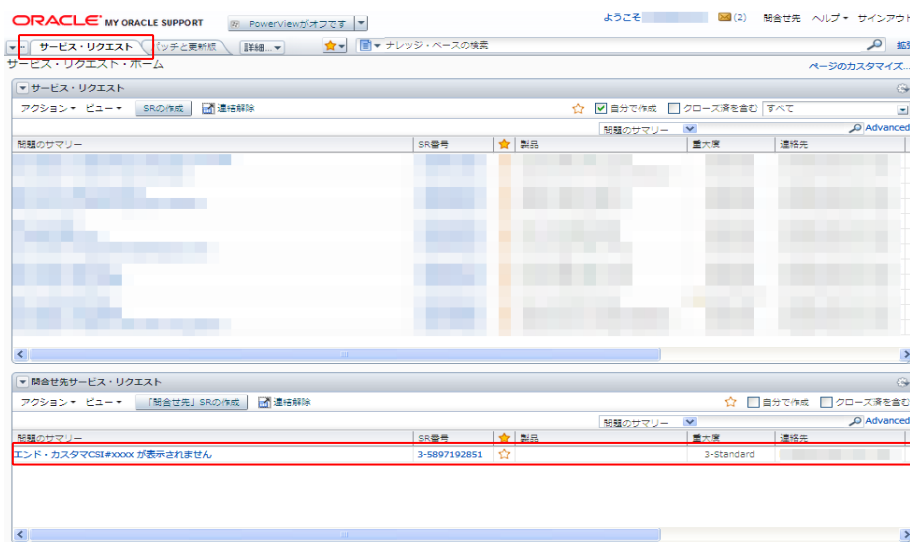 ORACLE MY ORACLE SUPPORT PowerViewがオフです ようこそ (2) 問合せ先 ヘルプ サインアウト
サービス・リクエスト パッチと更新版 詳細... ナレッジ・ベースの検索 拡張
サービス・リクエスト・ホーム ページのカスタマイズ...
サービス・リクエスト
アクション ビュー SRの作成 連結解除 自分で作成 クローズ済を含む すべて
問題のサマリー Advanced
問題のサマリー SR番号 製品 重大度 連絡先
問合せ先サービス・リクエスト
アクション ビュー 「問合せ先」SRの作成 連結解除 自分で作成 クローズ済を含む
問題のサマリー Advanced
問題のサマリー SR番号 製品 重大度 連絡先
エンド・カスタマCSI#xxxx が表示されません 3-5897192851 3-Standard